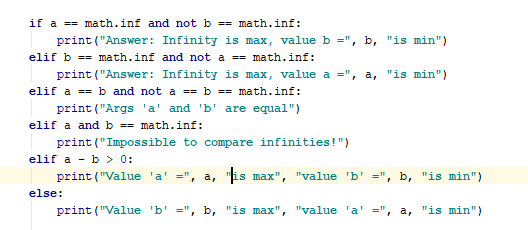 if a == math.inf and not b == math.inf:
    print("Answer: Infinity is max, value b =", b, "is min")
elif b == math.inf and not a == math.inf:
    print("Answer: Infinity is max, value a =", a, "is min")
elif a == b and not a == b == math.inf:
    print("Args 'a' and 'b' are equal")
elif a and b == math.inf:
    print("Impossible to compare infinities!")
elif a - b > 0:
    print("Value 'a' =", a, "is max", "value 'b' =", b, "is min")
else:
    print("Value 'b' =", b, "is max", "value 'a' =", a, "is min")